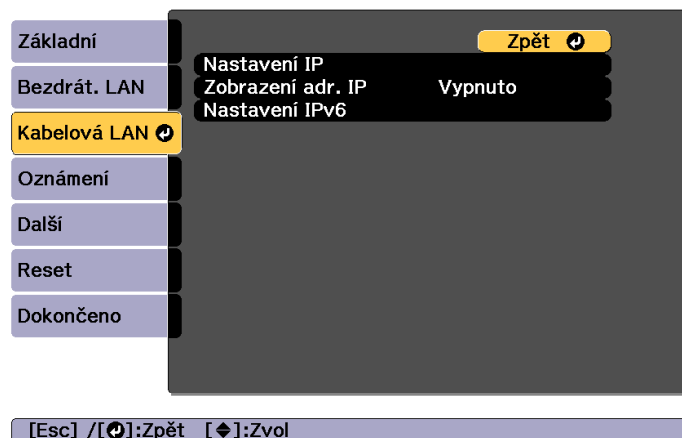 Základní
Bezdrát. LAN
Kabelová LAN
Oznámení
Další
Reset
Dokončeno
Zpět
Nastavení IP
Zobrazení adr. IP Vypnuto
Nastavení IPv6
[Esc] /[ ]:Zpět [ ]:Zvol